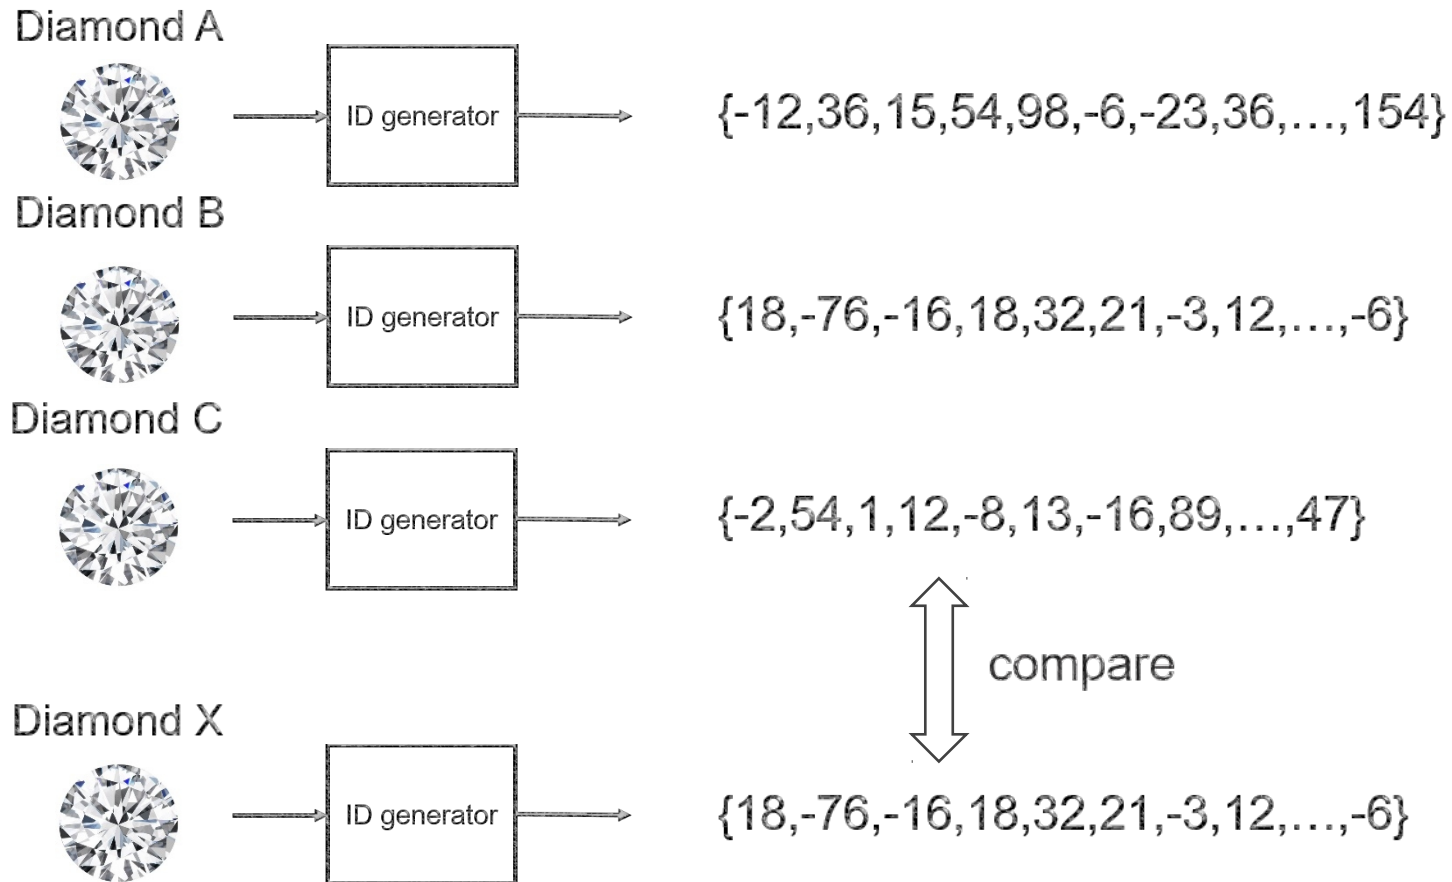 Diamond A
ID generator
{-12,36,15,54,98,-6,-23,36,...,154}
Diamond B
ID generator
{18,-76,-16,18,32,21,-3,12,...,-6}
Diamond C
ID generator
{-2,54,1,12,-8,13,-16,89,...,47}
compare
Diamond X
ID generator
{18,-76,-16,18,32,21,-3,12,...,-6}